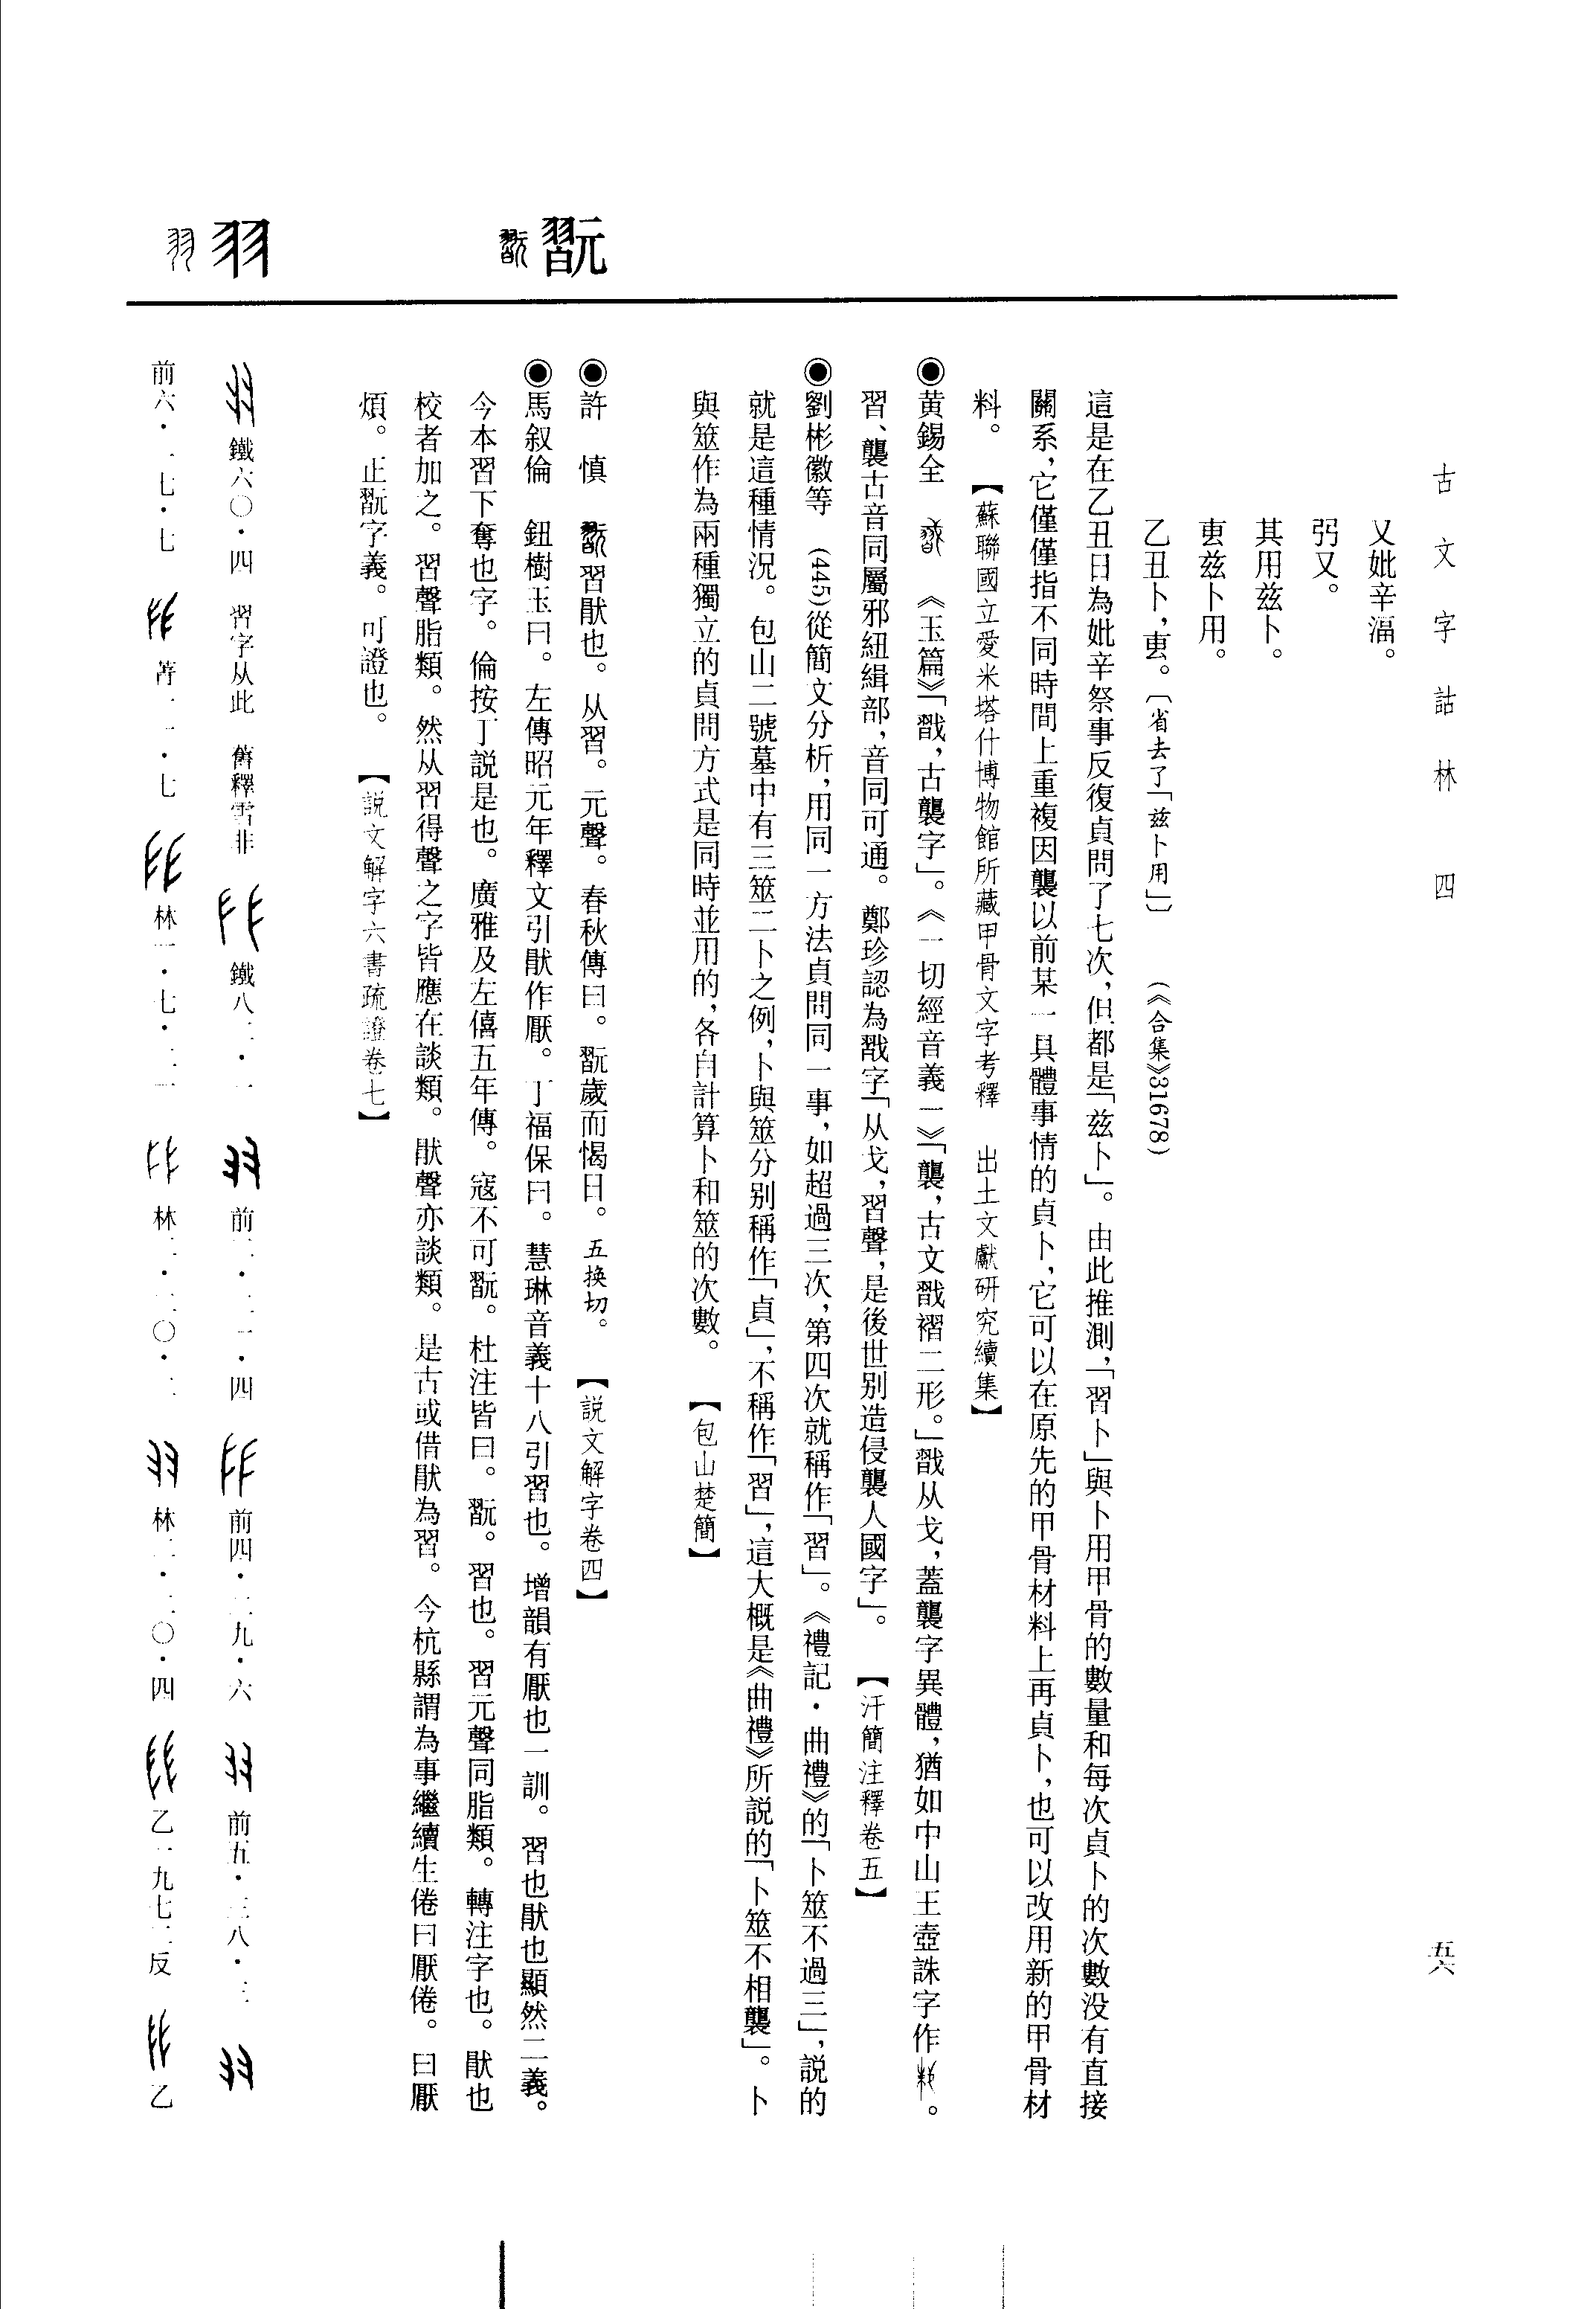 古文字詁林 四
五六
又妣辛䙷。
弜又。
其用兹卜。
叀兹卜用。
乙丑卜，叀。〔省去了「兹卜用」〕 （《合集》31678）
這是在乙丑日為妣辛祭事反復貞問了七次，但都是「兹卜」。由此推測，「習卜」與卜用甲骨的數量和每次貞卜的次數没有直接
關系，它僅僅指不同時間上重複因襲以前某一具體事情的貞卜，它可以在原先的甲骨材料上再貞卜，也可以改用新的甲骨材
料。 【蘇聯國立愛米塔什博物館所藏甲骨文字考釋 出土文獻研究續集】
◉黄錫全 《玉篇》「戬，古襲字」。《一切經音義一》「襲，古文戬褶二形。」戬从戈，蓋襲字異體，猶如中山王壺誅字作 。
習、襲古音同屬邪紐緝部，音同可通。鄭珍認為戬字「从戈，習聲，是後世别造侵襲人國字」。 【汗簡注釋卷五】
◉劉彬徽等 (445)從簡文分析，用同一方法貞問同一事，如超過三次，第四次就稱作「習」。《禮記·曲禮》的「卜筮不過三」，説的
就是這種情況。包山二號墓中有三筮二卜之例，卜與筮分别稱作「貞」，不稱作「習」，這大概是《曲禮》所説的「卜筮不相襲」。卜
與筮作為兩種獨立的貞問方式是同時並用的，各自計算卜和筮的次數。 【包山楚簡】
翫
◉許 慎 習猒也。从習。元聲。春秋傳曰。翫歲而愒日。五换切。 【説文解字卷四】
◉馬叙倫 鈕樹玉曰。左傳昭元年釋文引猒作厭。丁福保曰。慧琳音義十八引習也。增韻有厭也一訓。習也猒也顯然二義。
今本習下奪也字。倫按丁説是也。廣雅及左僖五年傳。寇不可翫。杜注皆曰。翫。習也。習元聲同脂類。轉注字也。猒也
校者加之。習聲脂類。然从習得聲之字皆應在談類。猒聲亦談類。是古或借猒為習。今杭縣謂為事繼續生倦曰厭倦。曰厭
煩。止翫字義。可證也。 【説文解字六書疏證卷七】
羽
鐵六〇·四 習字从此 舊釋雪非 鐵八二·一 前二·二一·四 前四·二九·六 前五·三八·三
前六·一七·七 菁一一·七 林一·七·二一 林二·二〇·二 林二·二〇·四 乙一九七二反 乙